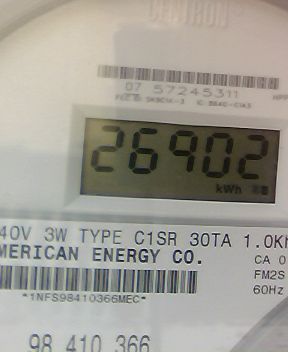 CENTRON
07 57245311
26902
kWh
40V 3W TYPE C1SR 30TA 1.0Kh
MERICAN ENERGY CO.
CA 0
FM2S
60Hz
*1NFS98410366MEC*
98 410 366